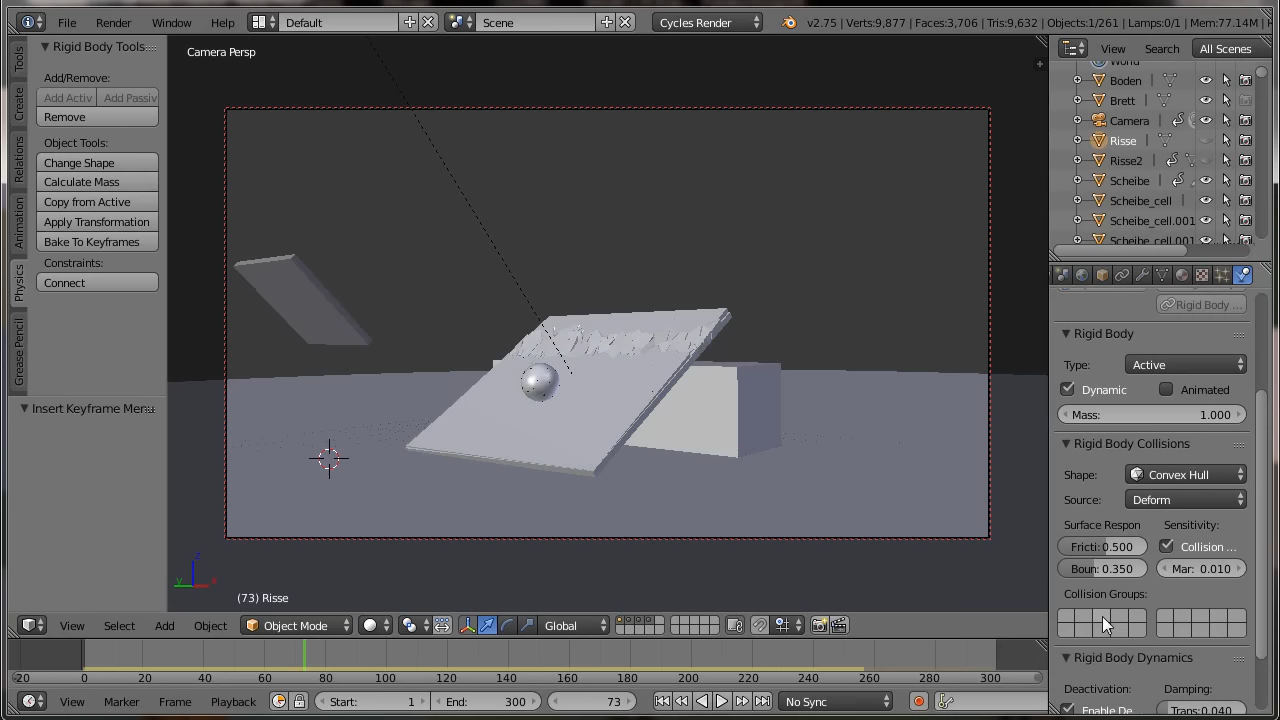 File Render Window Help Default Scene Cycles Render v2.75 | Verts:9,877 | Faces:3,706 | Tris:9,632 | Objects:1/261 | Lamps:0/1 | Mem:77.14M |
Rigid Body Tools
Camera Persp
View Search All Scenes
World
Add/Remove:
Add Activ Add Passiv
Remove
Object Tools:
Change Shape
Calculate Mass
Copy from Active
Apply Transformation
Bake To Keyframes
Constraints:
Connect
Tools
Create
Relations
Animation
Physics
Grease Pencil
Insert Keyframe Menu
Boden
Brett
Camera
Risse
Risse2
Scheibe
Scheibe_cell
Scheibe_cell.001
Scheibe_cell.001
Rigid Body ...
Rigid Body
Type: Active
Dynamic Animated
Mass: 1.000
Rigid Body Collisions
Shape: Convex Hull
Source: Deform
Surface Respon Sensitivity:
Fricti: 0.500 Collision ...
Boun: 0.350 Mar: 0.010
Collision Groups:
Rigid Body Dynamics
Deactivation: Damping:
Enable De Trans: 0.040
z
y x
(73) Risse
View Select Add Object Object Mode Global
-20 0 20 40 60 80 100 120 140 160 180 200 220 240 260 280 300
View Marker Frame Playback Start: 1 End: 300 73 No Sync